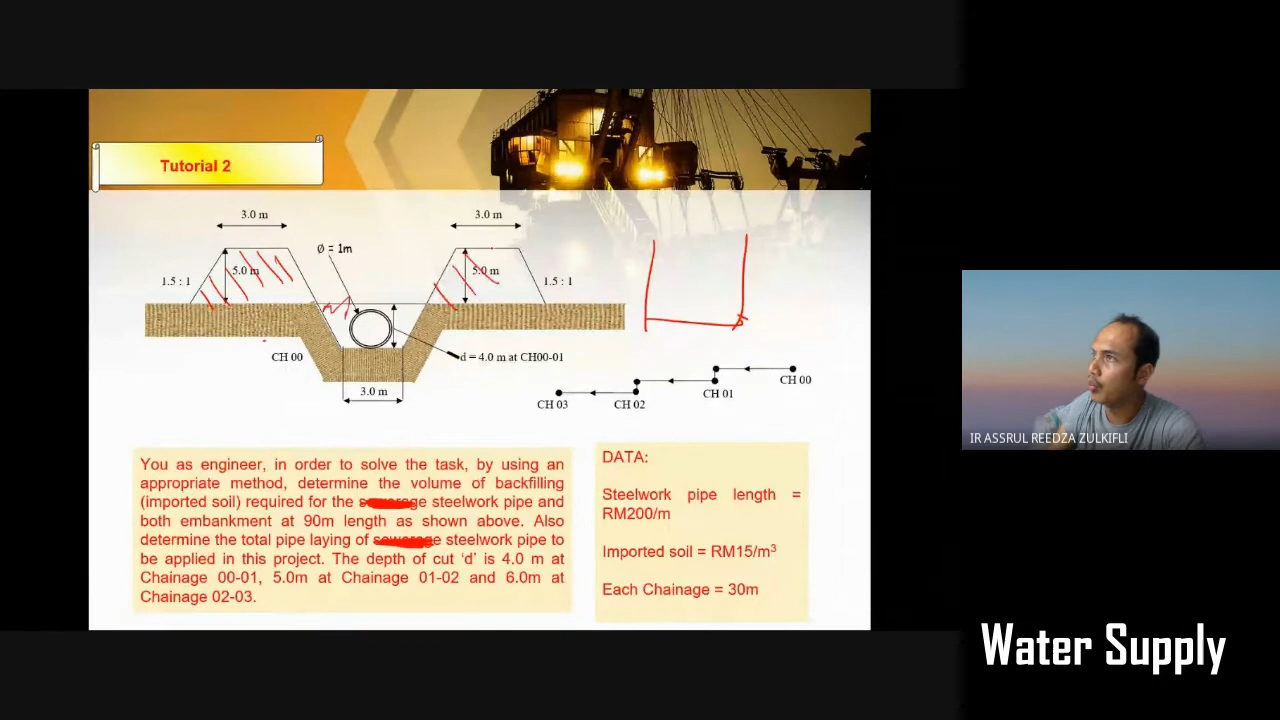 Tutorial 2
3.0 m
3.0 m
Ø = 1m
1.5 : 1
5.0 m
5.0 m
1.5 : 1
CH 00
d = 4.0 m at CH00-01
3.0 m
CH 00
CH 01
CH 02
CH 03
You as engineer, in order to solve the task, by using an
appropriate method, determine the volume of backfilling
(imported soil) required for the steelwork pipe and
both embankment at 90m length as shown above. Also
determine the total pipe laying of steelwork pipe to
be applied in this project. The depth of cut 'd' is 4.0 m at
Chainage 00-01, 5.0m at Chainage 01-02 and 6.0m at
Chainage 02-03.
DATA:
Steelwork pipe length =
RM200/m
Imported soil = RM15/m³
Each Chainage = 30m
IR ASSRUL REEDZA ZULKIFLI
Water Supply